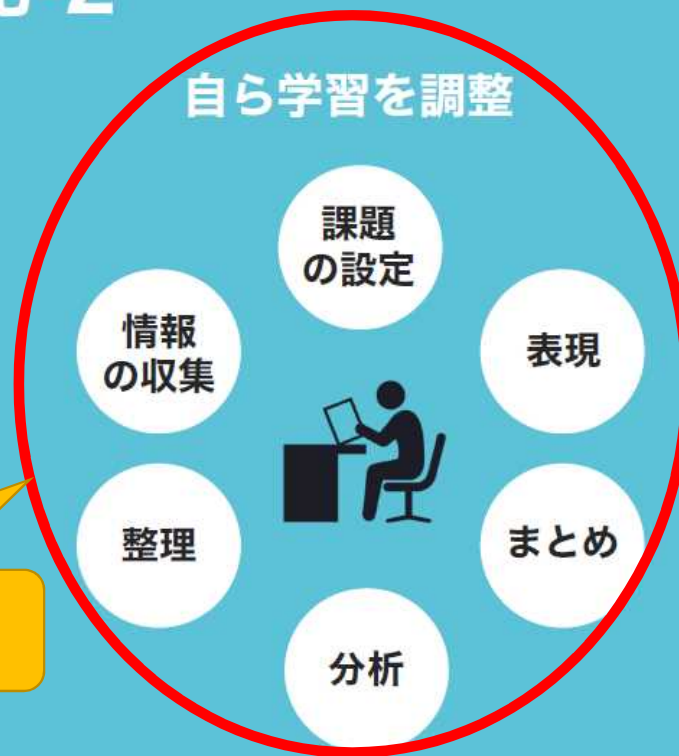 自ら学習を調整
課題
の設定
情報
の収集
表現
整理
まとめ
分析